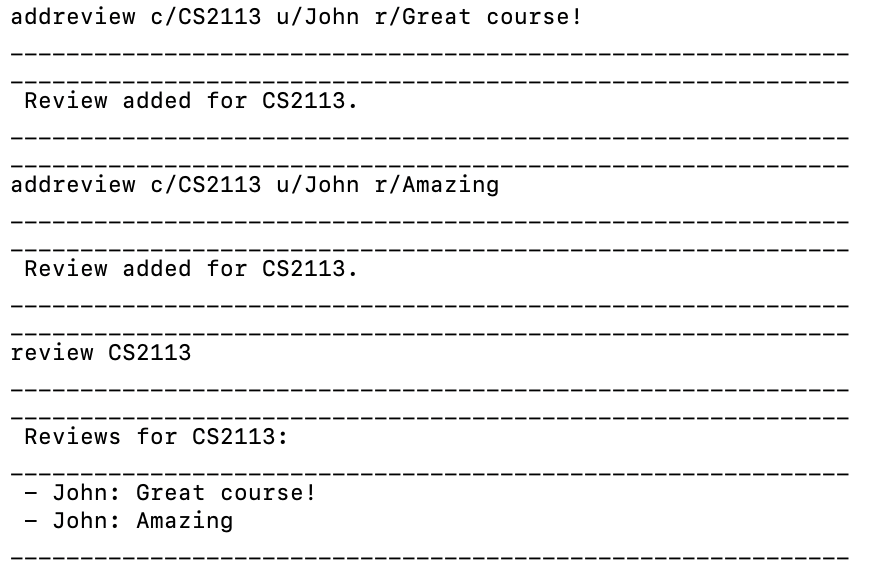 addreview c/CS2113 u/John r/Great course!
____________________________________________________________
____________________________________________________________
 Review added for CS2113.
____________________________________________________________
____________________________________________________________
addreview c/CS2113 u/John r/Amazing
____________________________________________________________
____________________________________________________________
 Review added for CS2113.
____________________________________________________________
____________________________________________________________
review CS2113
____________________________________________________________
____________________________________________________________
 Reviews for CS2113:
____________________________________________________________
 - John: Great course!
 - John: Amazing
____________________________________________________________